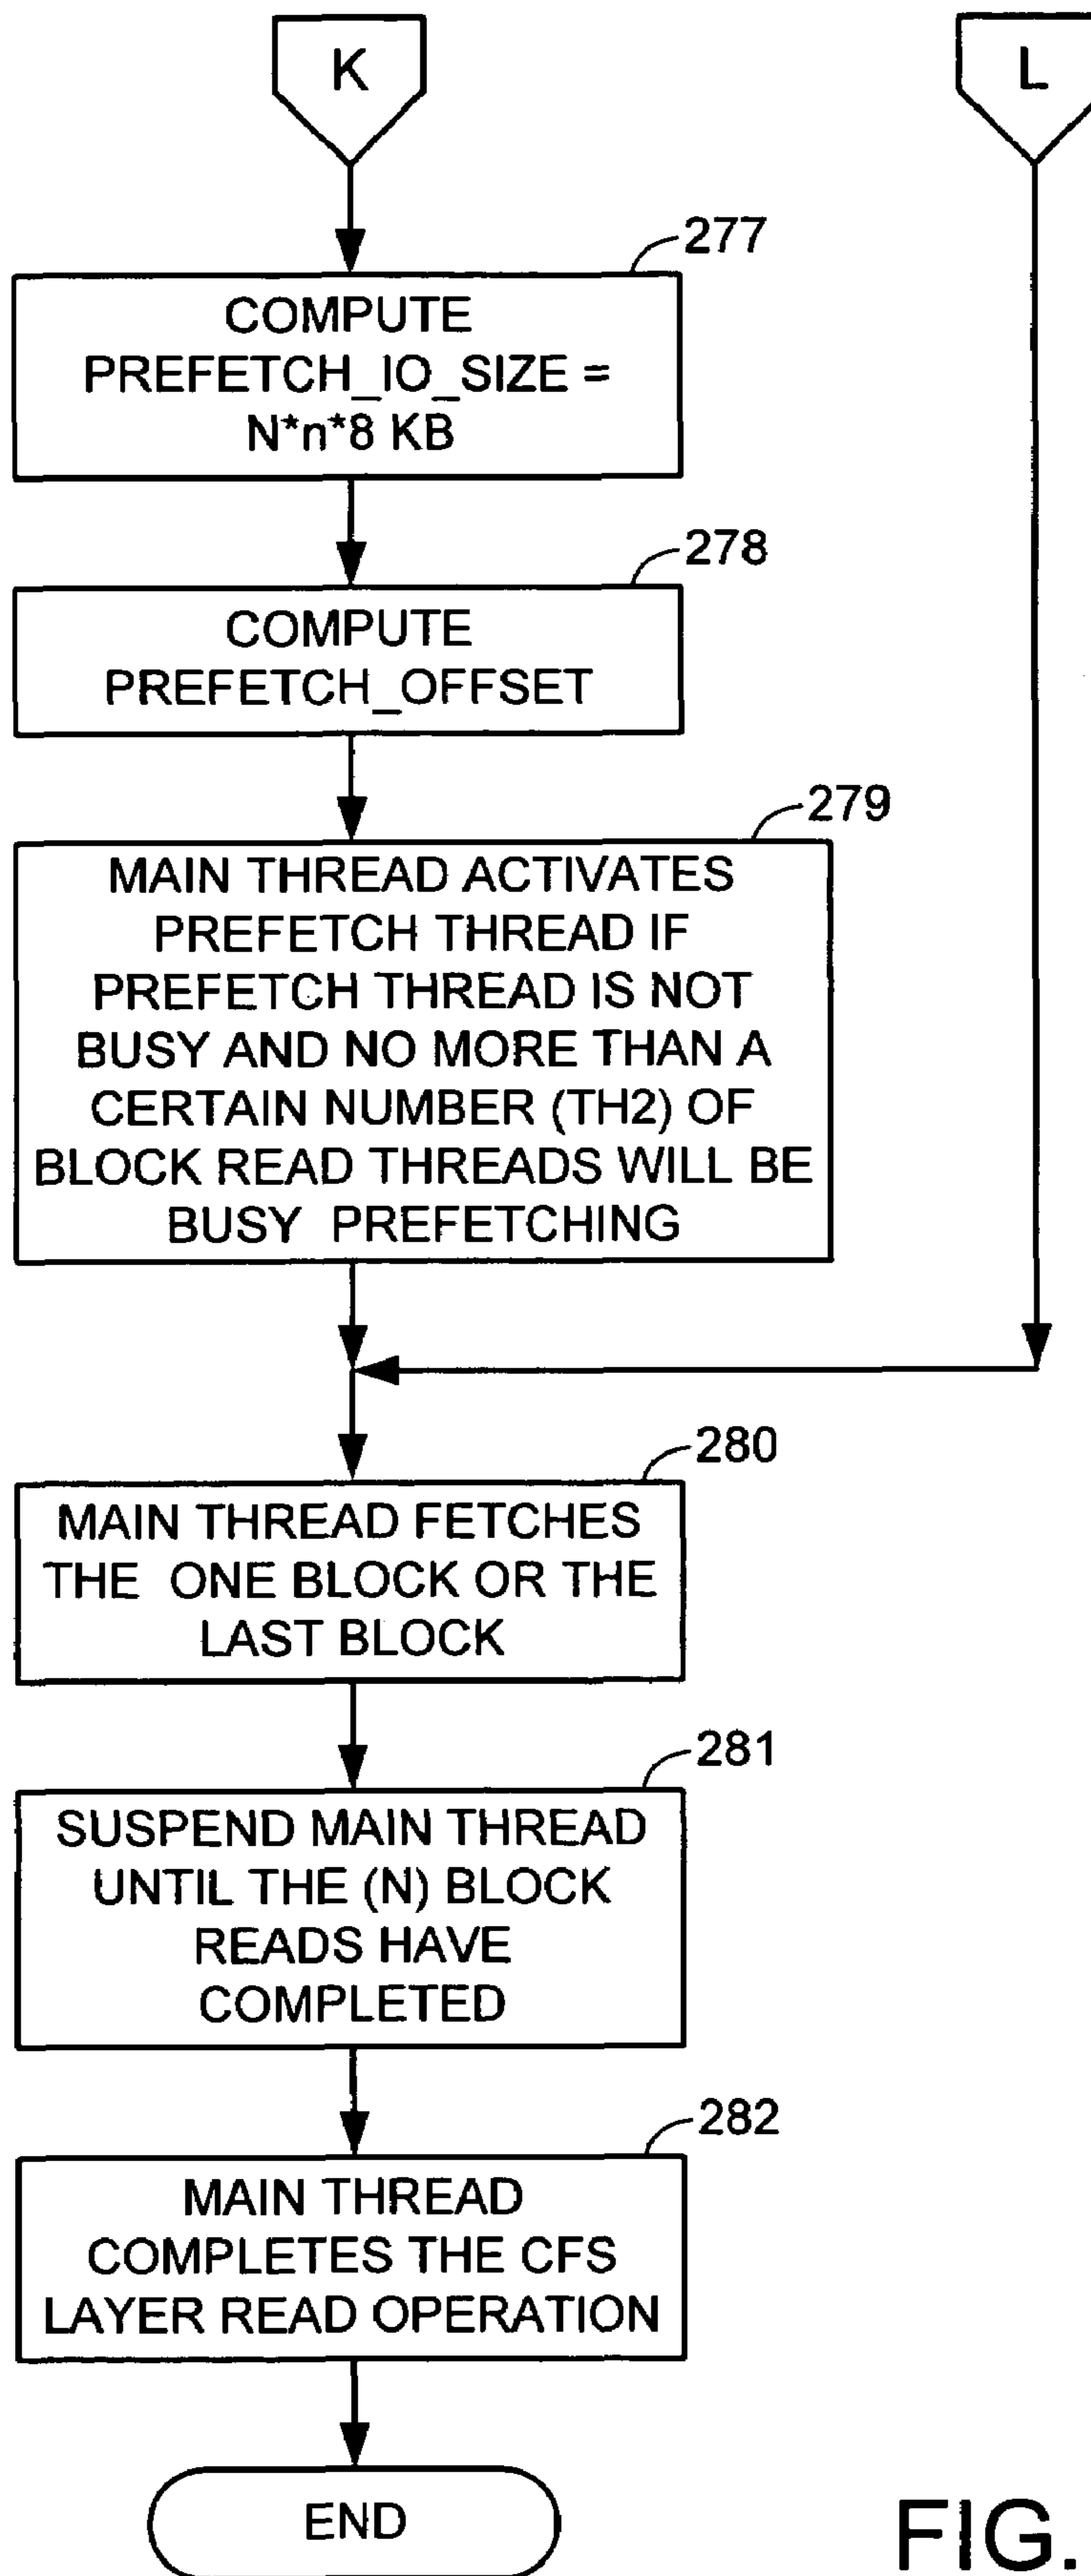 K
L
277
COMPUTE
PREFETCH_IO_SIZE =
N*n*8 KB
278
COMPUTE
PREFETCH_OFFSET
279
MAIN THREAD ACTIVATES
PREFETCH THREAD IF
PREFETCH THREAD IS NOT
BUSY AND NO MORE THAN A
CERTAIN NUMBER (TH2) OF
BLOCK READ THREADS WILL BE
BUSY PREFETCHING
280
MAIN THREAD FETCHES
THE ONE BLOCK OR THE
LAST BLOCK
281
SUSPEND MAIN THREAD
UNTIL THE (N) BLOCK
READS HAVE
COMPLETED
282
MAIN THREAD
COMPLETES THE CFS
LAYER READ OPERATION
END
FIG.